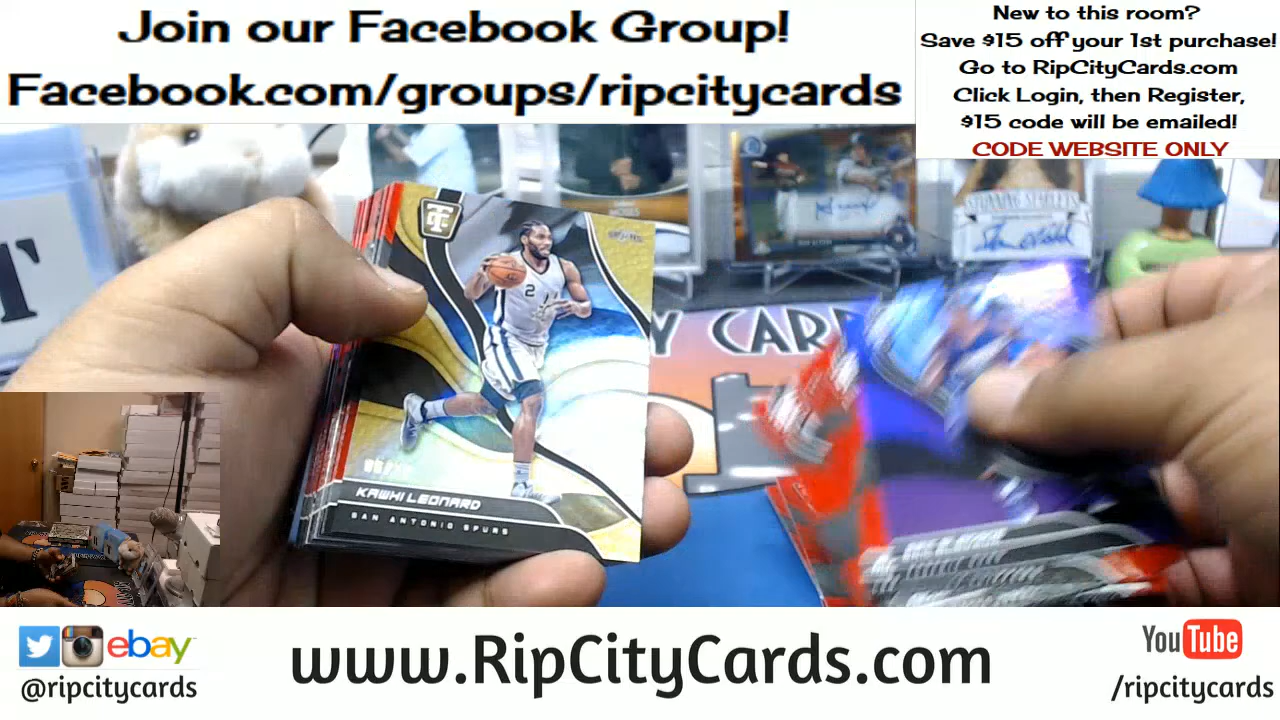 Join our Facebook Group!
Facebook.com/groups/ripcitycards
New to this room?
Save $15 off your 1st purchase!
Go to RipCityCards.com
Click Login, then Register,
$15 code will be emailed!
CODE WEBSITE ONLY
Y CAR
T
2
KAWHI LEONARD
SAN ANTONIO SPURS
ebay
@ripcitycards
www.RipCityCards.com
YouTube
/ripcitycards